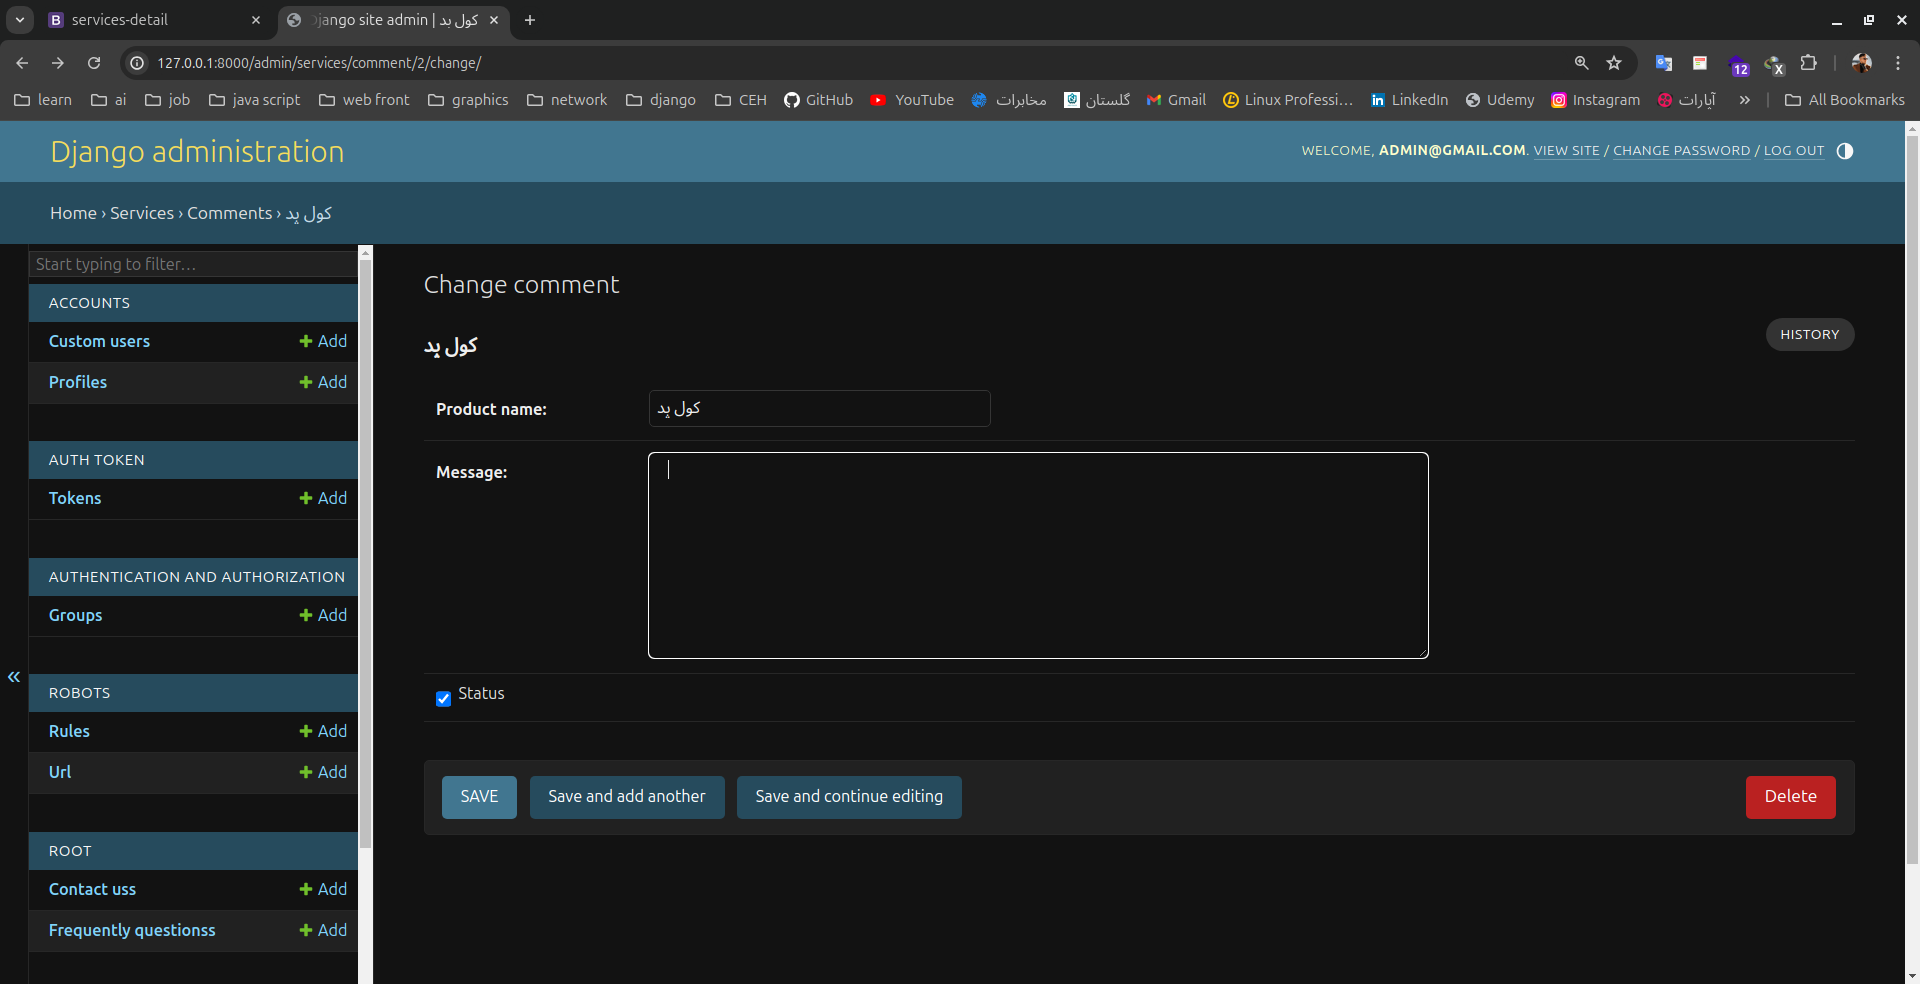 services-detail
Django site admin | کول پد
127.0.0.1:8000/admin/services/comment/2/change/
12
X
learn ai job java script web front graphics network django CEH GitHub YouTube مخابرات گلستان Gmail Linux Professi... LinkedIn Udemy Instagram آپارات » All Bookmarks
Django administration
WELCOME, ADMIN@GMAIL.COM. VIEW SITE / CHANGE PASSWORD / LOG OUT
Home › Services › Comments › کول پد
Start typing to filter…
ACCOUNTS
Custom users + Add
Profiles + Add
AUTH TOKEN
Tokens + Add
AUTHENTICATION AND AUTHORIZATION
Groups + Add
«
ROBOTS
Rules + Add
Url + Add
ROOT
Contact uss + Add
Frequently questionss + Add
Change comment
کول پد
HISTORY
Product name: کول پد
Message:
Status
SAVE Save and add another Save and continue editing Delete